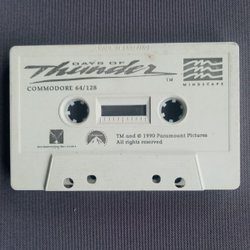 DAYS OF
Thunder
TM
COMMODORE 64/128
MINDSCAPE
TM and © 1990 Paramount Pictures
All rights reserved.